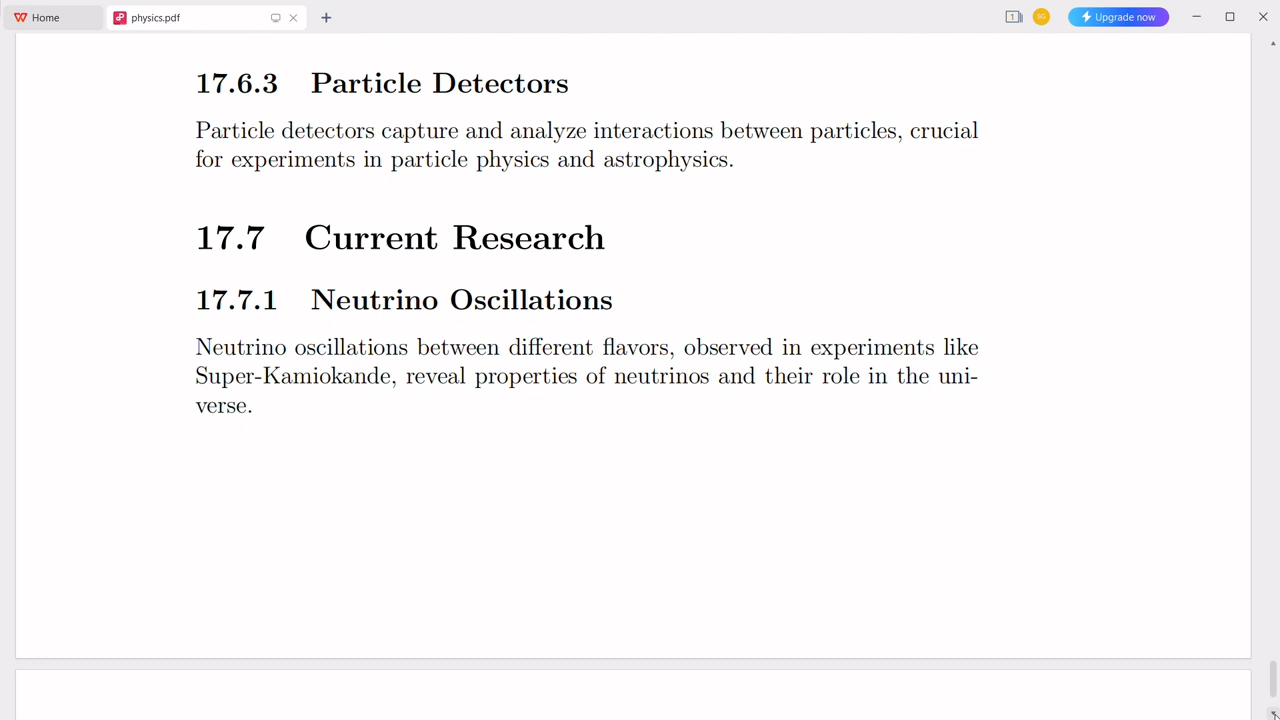 Home
physics.pdf
1
SG
Upgrade now
17.6.3 Particle Detectors
Particle detectors capture and analyze interactions between particles, crucial
for experiments in particle physics and astrophysics.
17.7 Current Research
17.7.1 Neutrino Oscillations
Neutrino oscillations between different flavors, observed in experiments like
Super-Kamiokande, reveal properties of neutrinos and their role in the uni-
verse.